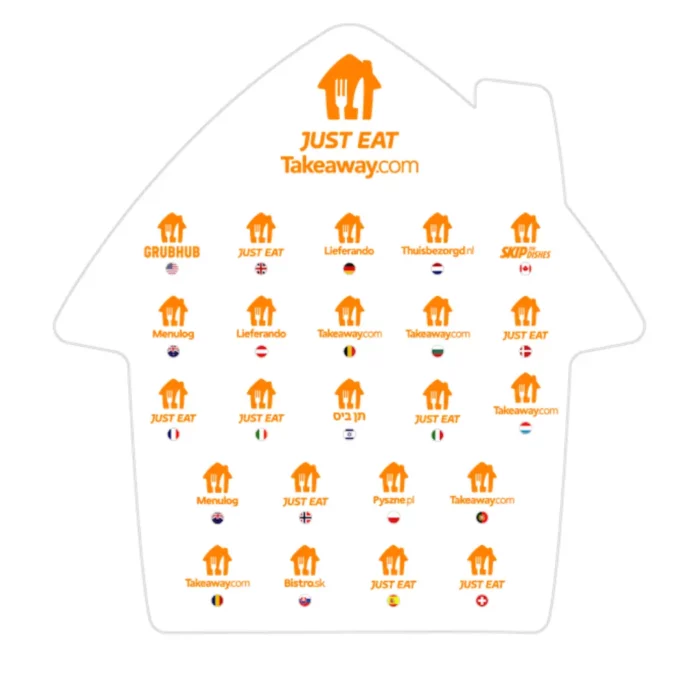 JUST EAT
Takeaway.com
GRUBHUB
JUST EAT
Lieferando
Thuisbezorgd.nl
SKIP THE DISHES
Menulog
Lieferando
Takeaway.com
Takeaway.com
JUST EAT
JUST EAT
JUST EAT
תן ביס
JUST EAT
Takeaway.com
Menulog
JUST EAT
Pyszne.pl
Takeaway.com
Takeaway.com
Bistro.sk
JUST EAT
JUST EAT